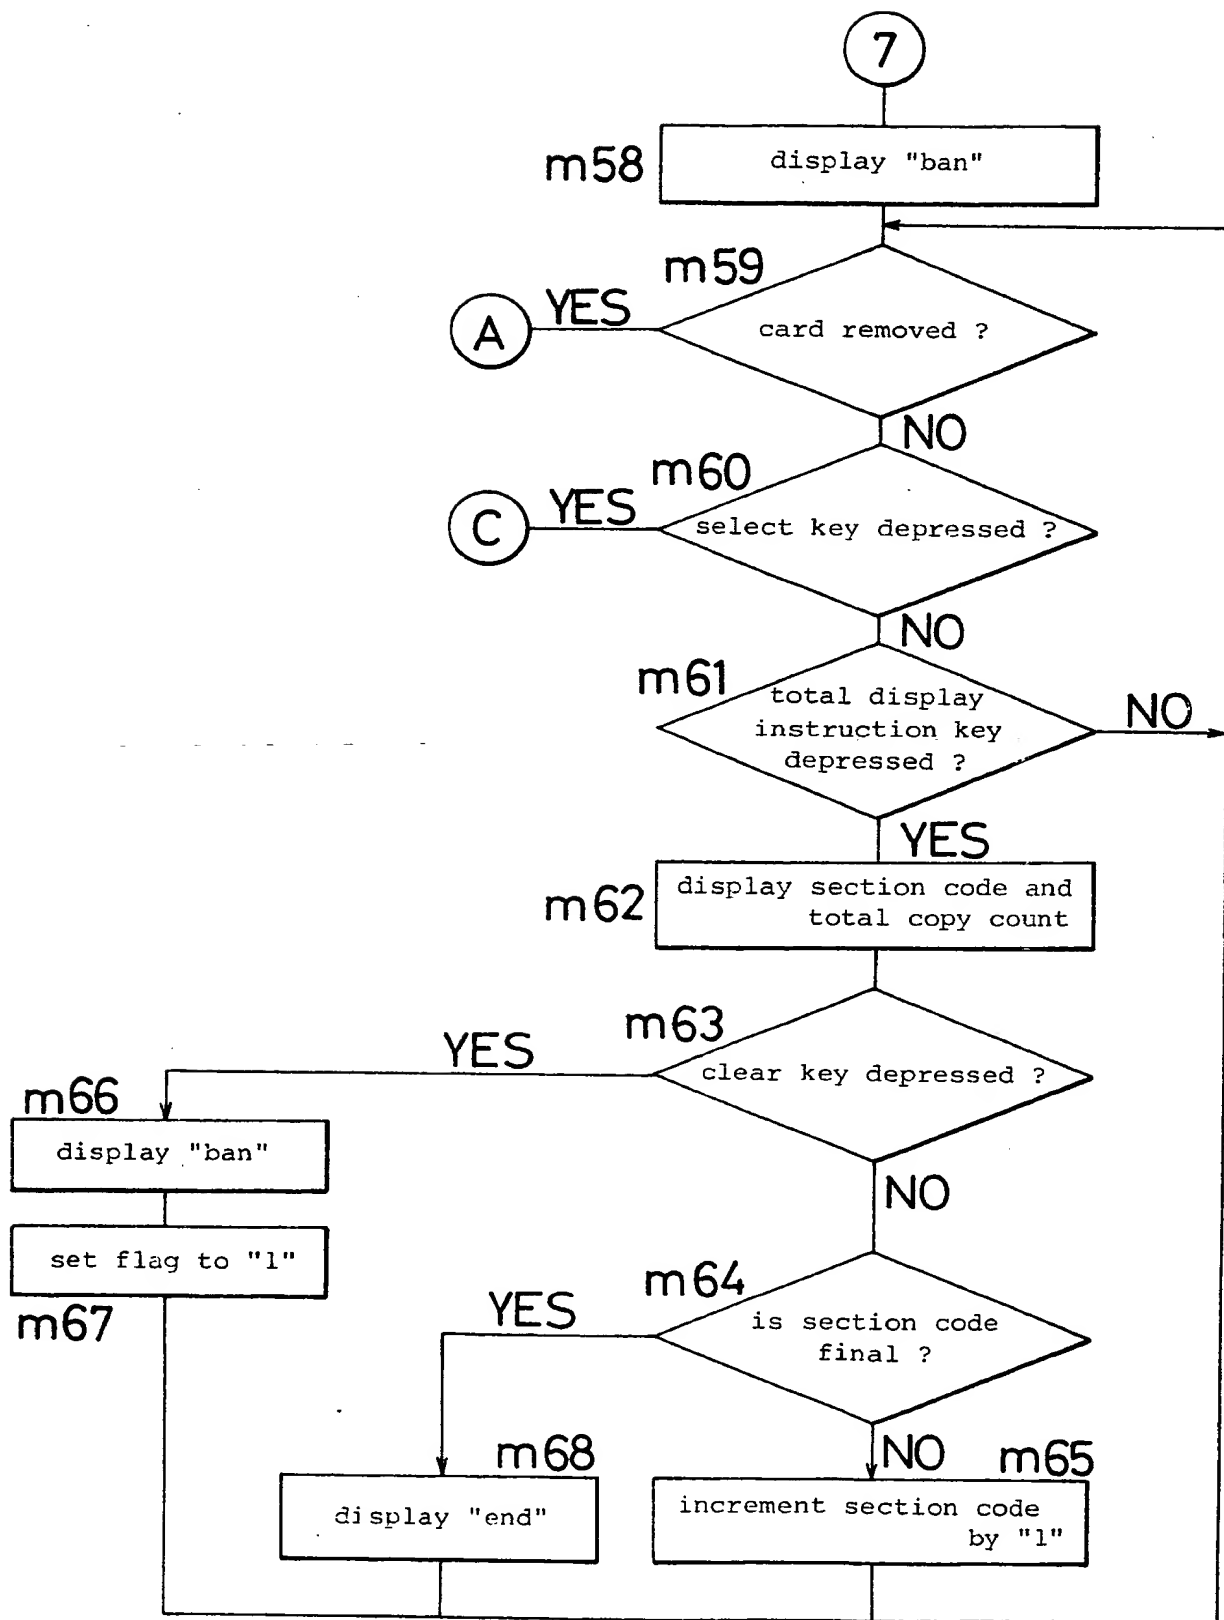 7
m58
display "ban"
m59
YES
A
card removed ?
NO
m60
YES
C
select key depressed ?
NO
m61
total display
instruction key
depressed ?
NO
YES
m62
display section code and
total copy count
m63
YES
clear key depressed ?
m66
display "ban"
NO
set flag to "1"
m67
m64
YES
is section code
final ?
m68
NO
m65
display "end"
increment section code
by "1"